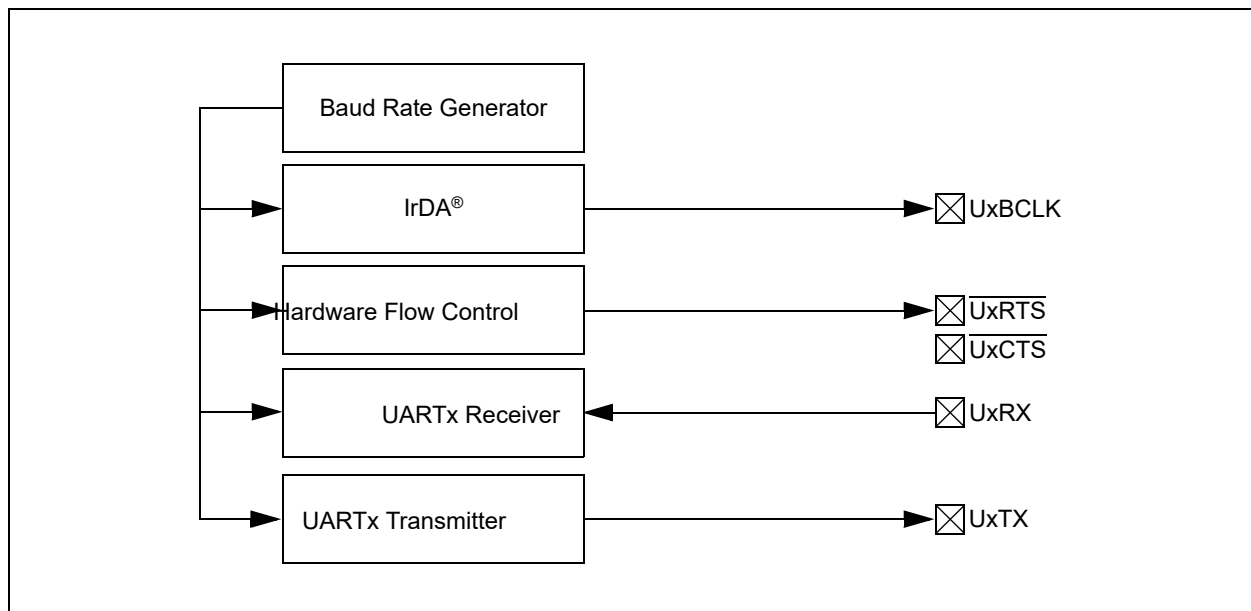 Baud Rate Generator
IrDA®
UxBCLK
Hardware Flow Control
UxRTS
UxCTS
UARTx Receiver
UxRX
UARTx Transmitter
UxTX